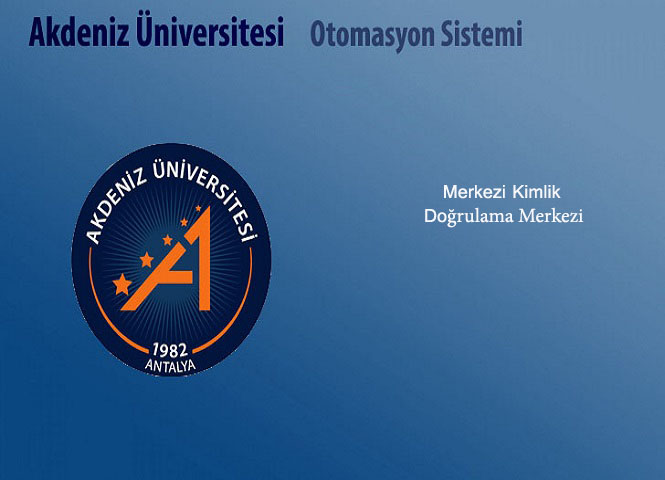 Akdeniz Üniversitesi Otomasyon Sistemi
AKDENİZ ÜNİVERSİTESİ
Merkezi Kimlik
Doğrulama Merkezi
1982
ANTALYA